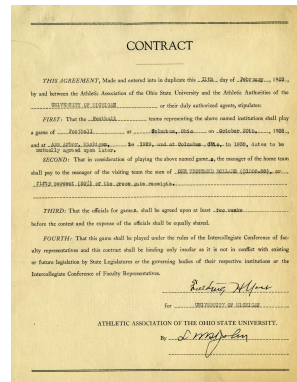 CONTRACT
THIS AGREEMENT, Made and entered into in duplicate this 11th day of February, 1928,
by and between the Athletic Association of the Ohio State University and the Athletic Authorities of the
UNIVERSITY OF MICHIGAN or their duly authorized agents, stipulates:
FIRST: That the Football teams representing the above named institutions shall play
a game of Football at Columbus, Ohio on October 20th, 1928
and at Ann Arbor, Michigan, in 1929, and at Columbus Ohio, in 1930, dates to be
mutually agreed upon later.
SECOND: That in consideration of playing the above named game s, the manager of the home team
shall pay to the manager of the visiting team the sum of THOUSAND DOLLARS or
fifty percent (50%) of the gross gate receipts.
THIRD: That the officials for game s shall be agreed upon at least two weeks
before the contest and the expense of the officials shall be equally shared.
FOURTH: That this game shall be played under the rules of the Intercollegiate Conference of fac-
ulty representatives and this contract shall be binding only insofar as it is not in conflict with existing
or future legislation by State Legislatures or the governing bodies of their respective institutions or the
Intercollegiate Conference of Faculty Representatives.
Fielding H Yost
for UNIVERSITY OF MICHIGAN
ATHLETIC ASSOCIATION OF THE OHIO STATE UNIVERSITY.
By L W St John